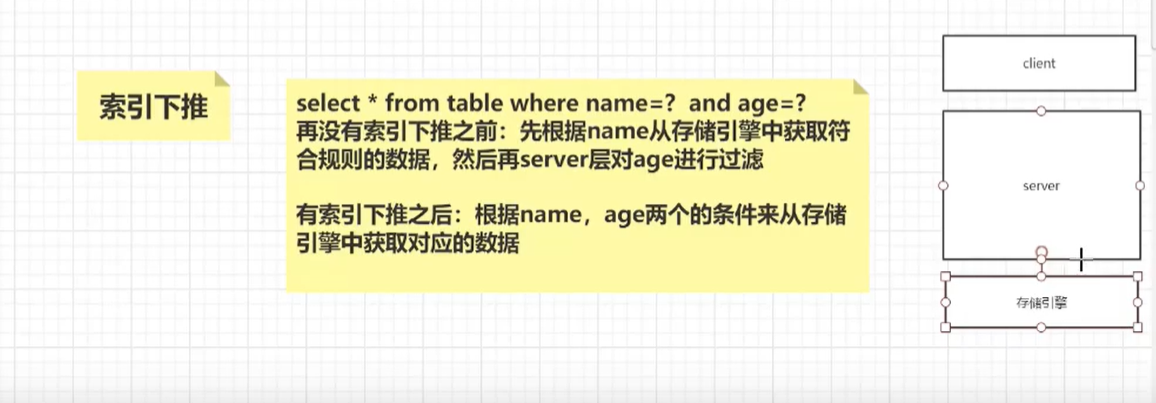 索引下推
select * from table where name=? and age=?
再没有索引下推之前：先根据name从存储引擎中获取符
合规则的数据，然后再server层对age进行过滤
有索引下推之后：根据name，age两个的条件来从存储
引擎中获取对应的数据
client
server
存储引擎